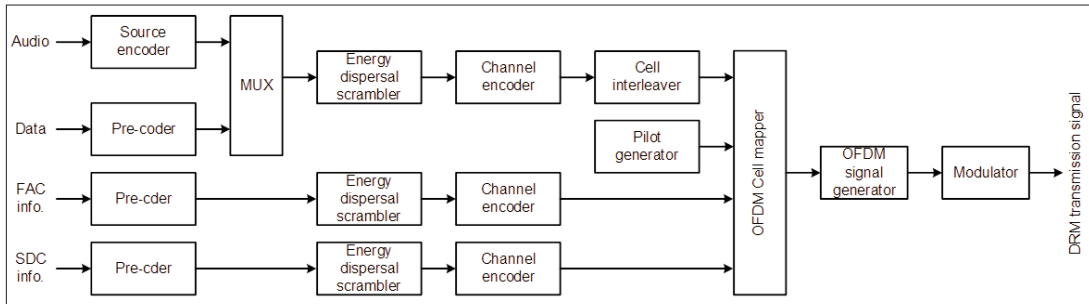 Audio
Source
encoder
MUX
Energy
dispersal
scrambler
Channel
encoder
Cell
interleaver
Data
Pre-coder
Pilot
generator
OFDM Cell mapper
OFDM
signal
generator
Modulator
DRM transmission signal
FAC
info.
Pre-cder
Energy
dispersal
scrambler
Channel
encoder
SDC
info.
Pre-cder
Energy
dispersal
scrambler
Channel
encoder